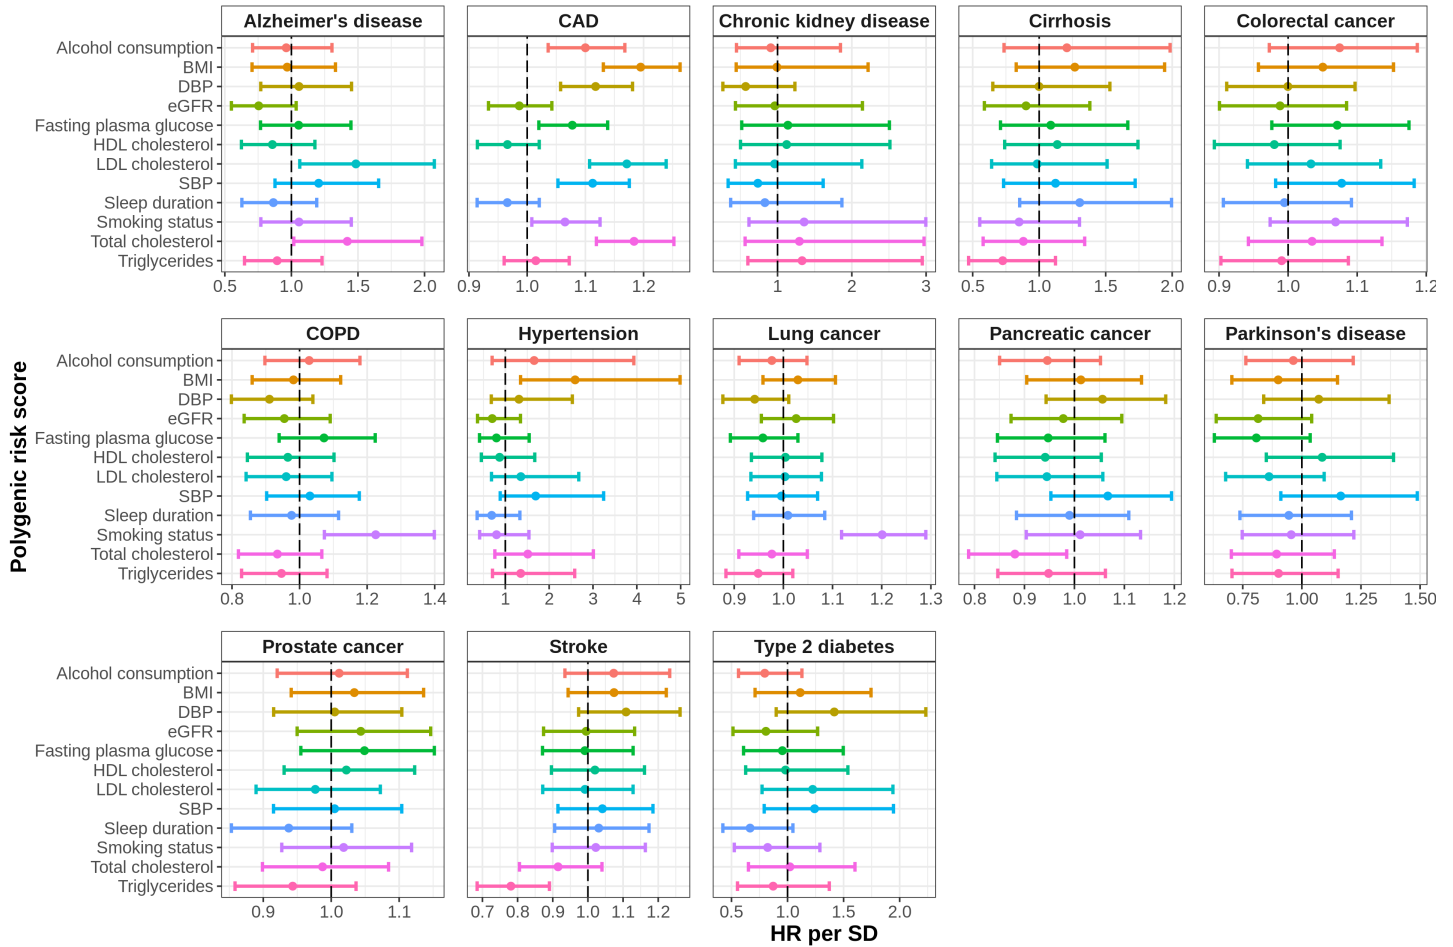 Alzheimer's disease CAD Chronic kidney disease Cirrhosis Colorectal cancer
Alcohol consumption
BMI
DBP
eGFR
Fasting plasma glucose
HDL cholesterol
LDL cholesterol
SBP
Sleep duration
Smoking status
Total cholesterol
Triglycerides
0.5 1.0 1.5 2.0 0.9 1.0 1.1 1.2 1 2 3 0.5 1.0 1.5 2.0 0.9 1.0 1.1 1.2
COPD Hypertension Lung cancer Pancreatic cancer Parkinson's disease
Polygenic risk score
Alcohol consumption
BMI
DBP
eGFR
Fasting plasma glucose
HDL cholesterol
LDL cholesterol
SBP
Sleep duration
Smoking status
Total cholesterol
Triglycerides
0.8 1.0 1.2 1.4 1 2 3 4 5 0.9 1.0 1.1 1.2 1.3 0.8 0.9 1.0 1.1 1.2 0.75 1.00 1.25 1.50
Prostate cancer Stroke Type 2 diabetes
Alcohol consumption
BMI
DBP
eGFR
Fasting plasma glucose
HDL cholesterol
LDL cholesterol
SBP
Sleep duration
Smoking status
Total cholesterol
Triglycerides
0.9 1.0 1.1 0.7 0.8 0.9 1.0 1.1 1.2 0.5 1.0 1.5 2.0
HR per SD